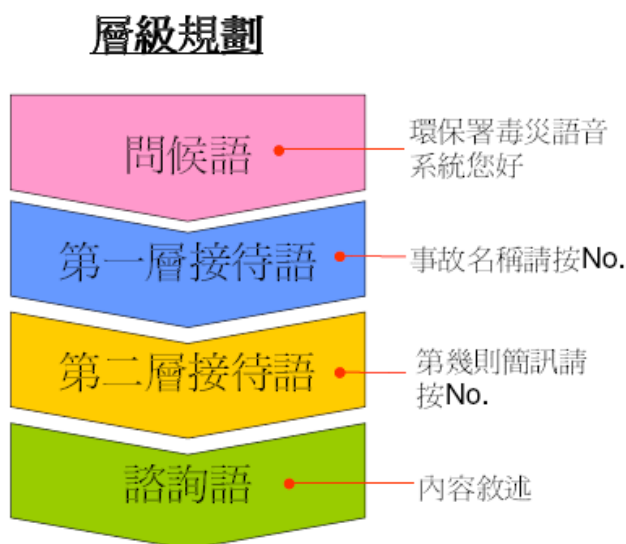 層級規劃
問候語
環保署毒災語音
系統您好
第一層接待語
事故名稱請按No.
第二層接待語
第幾則簡訊請
按No.
諮詢語
內容敘述